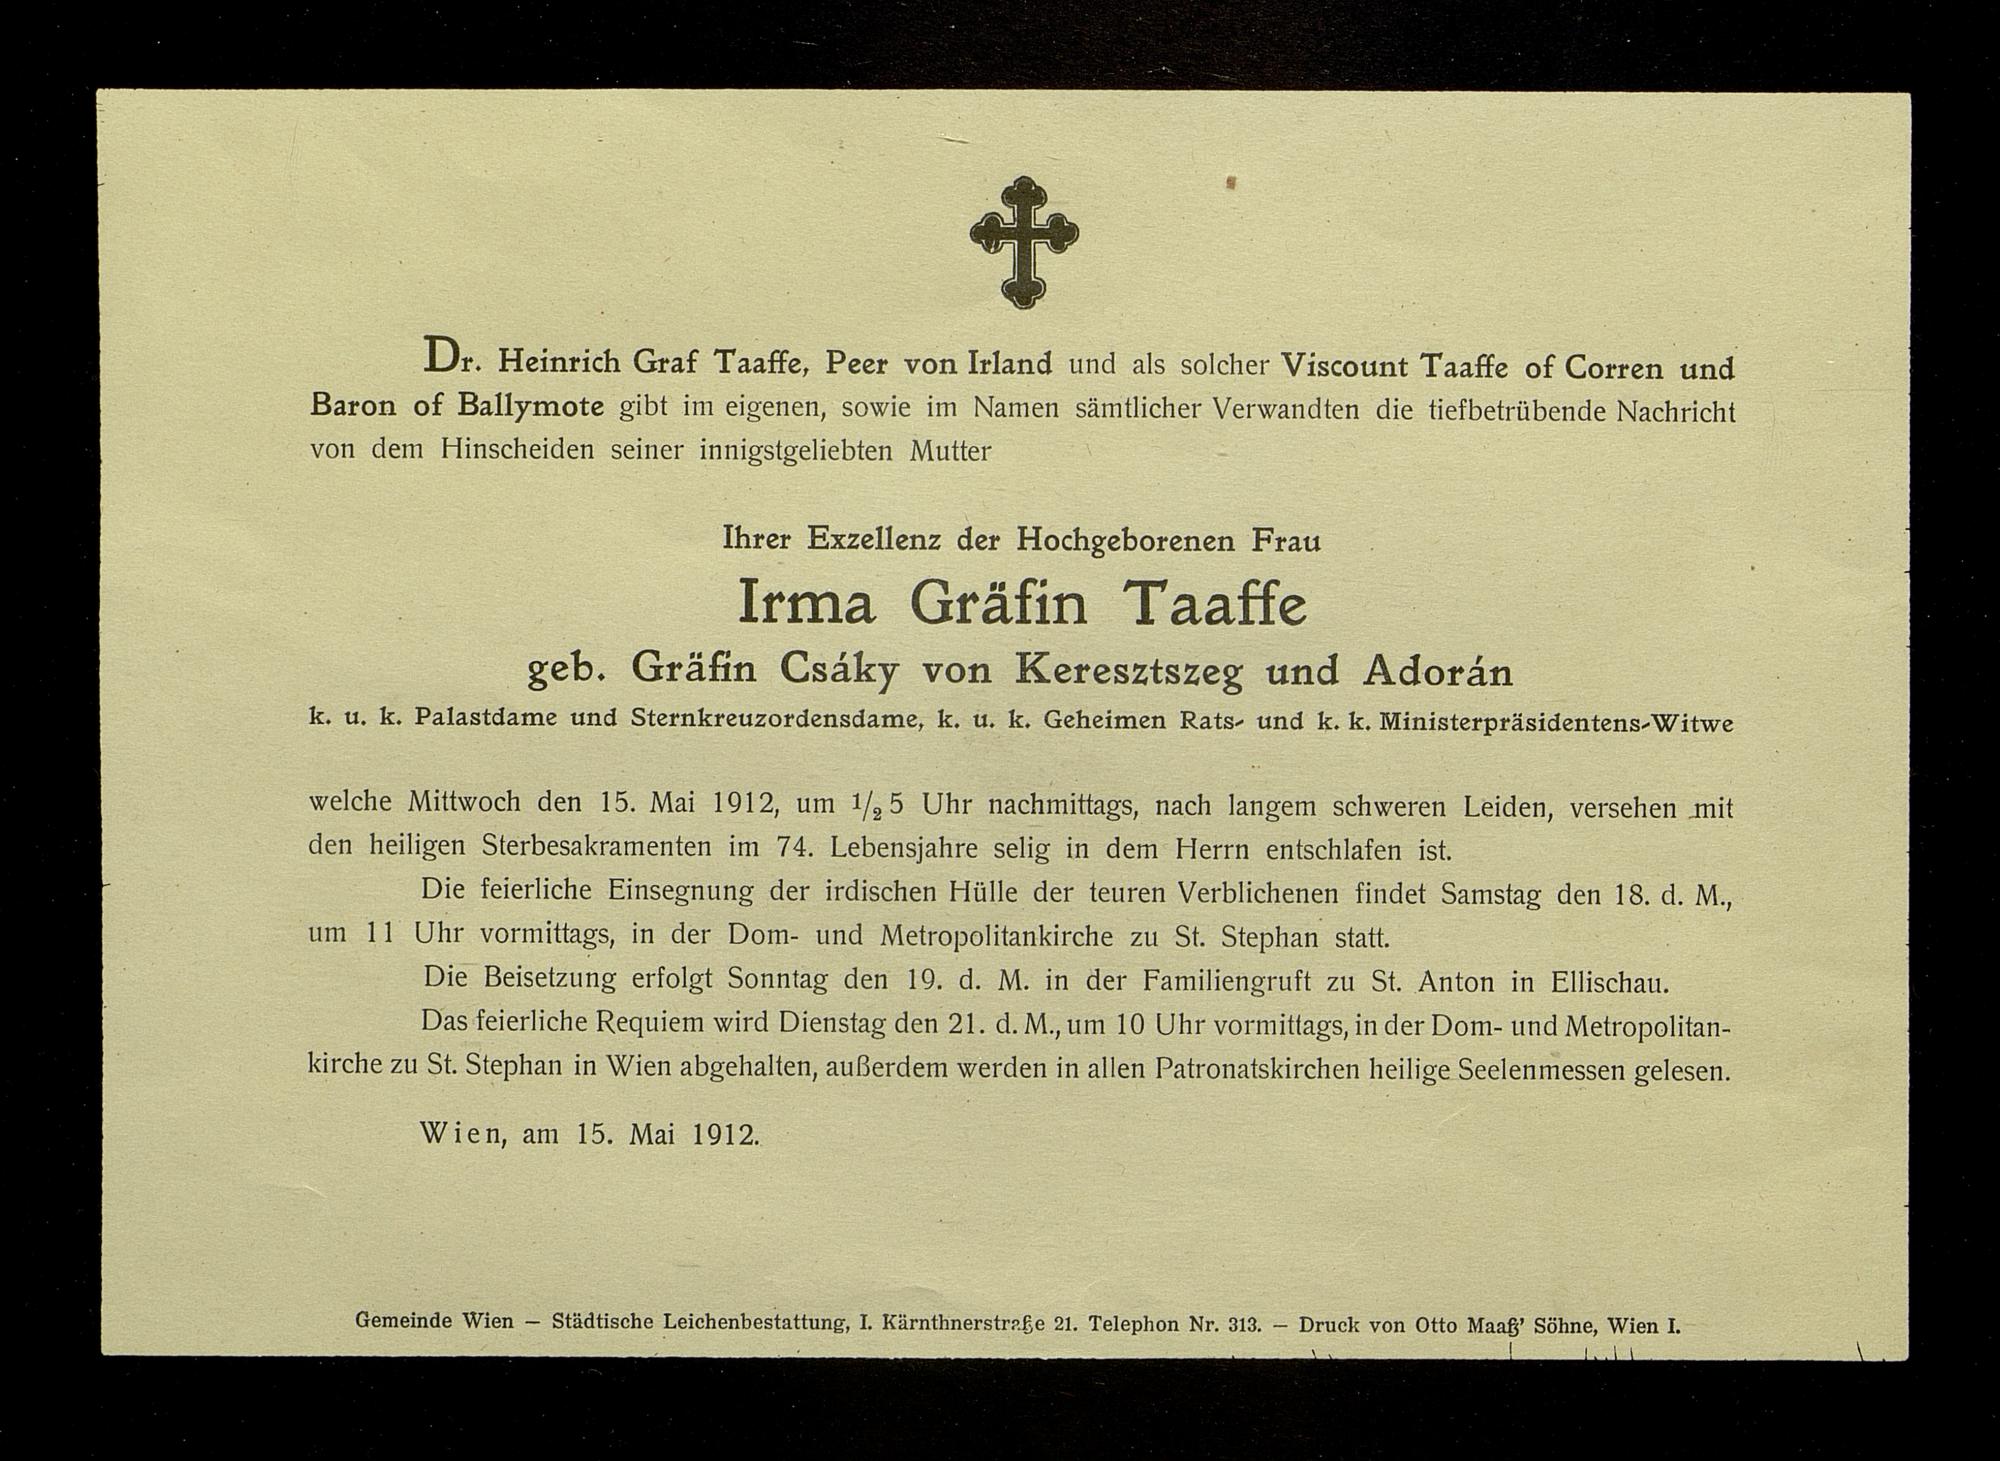 Dr. Heinrich Graf Taaffe, Peer von Irland und als solcher Viscount Taaffe of Corren und
Baron of Ballymote gibt im eigenen, sowie im Namen sämtlicher Verwandten die tiefbetrübende Nachricht
von dem Hinscheiden seiner innigstgeliebten Mutter
Ihrer Exzellenz der Hochgeborenen Frau
Irma Gräfin Taaffe
geb. Gräfin Csáky von Keresztszeg und Adorán
k. u. k. Palastdame und Sternkreuzordensdame, k. u. k. Geheimen Rats- und k. k. Ministerpräsidentens-Witwe
welche Mittwoch den 15. Mai 1912, um 1/2 5 Uhr nachmittags, nach langem schweren Leiden, versehen mit
den heiligen Sterbesakramenten im 74. Lebensjahre selig in dem Herrn entschlafen ist.
Die feierliche Einsegnung der irdischen Hülle der teuren Verblichenen findet Samstag den 18. d. M.,
um 11 Uhr vormittags, in der Dom- und Metropolitankirche zu St. Stephan statt.
Die Beisetzung erfolgt Sonntag den 19. d. M. in der Familiengruft zu St. Anton in Ellischau.
Das feierliche Requiem wird Dienstag den 21. d. M., um 10 Uhr vormittags, in der Dom- und Metropolitan-
kirche zu St. Stephan in Wien abgehalten, außerdem werden in allen Patronatskirchen heilige Seelenmessen gelesen.
Wien, am 15. Mai 1912.
Gemeinde Wien — Städtische Leichenbestattung, I. Kärnthnerstraße 21. Telephon Nr. 313. — Druck von Otto Maaß' Söhne, Wien I.